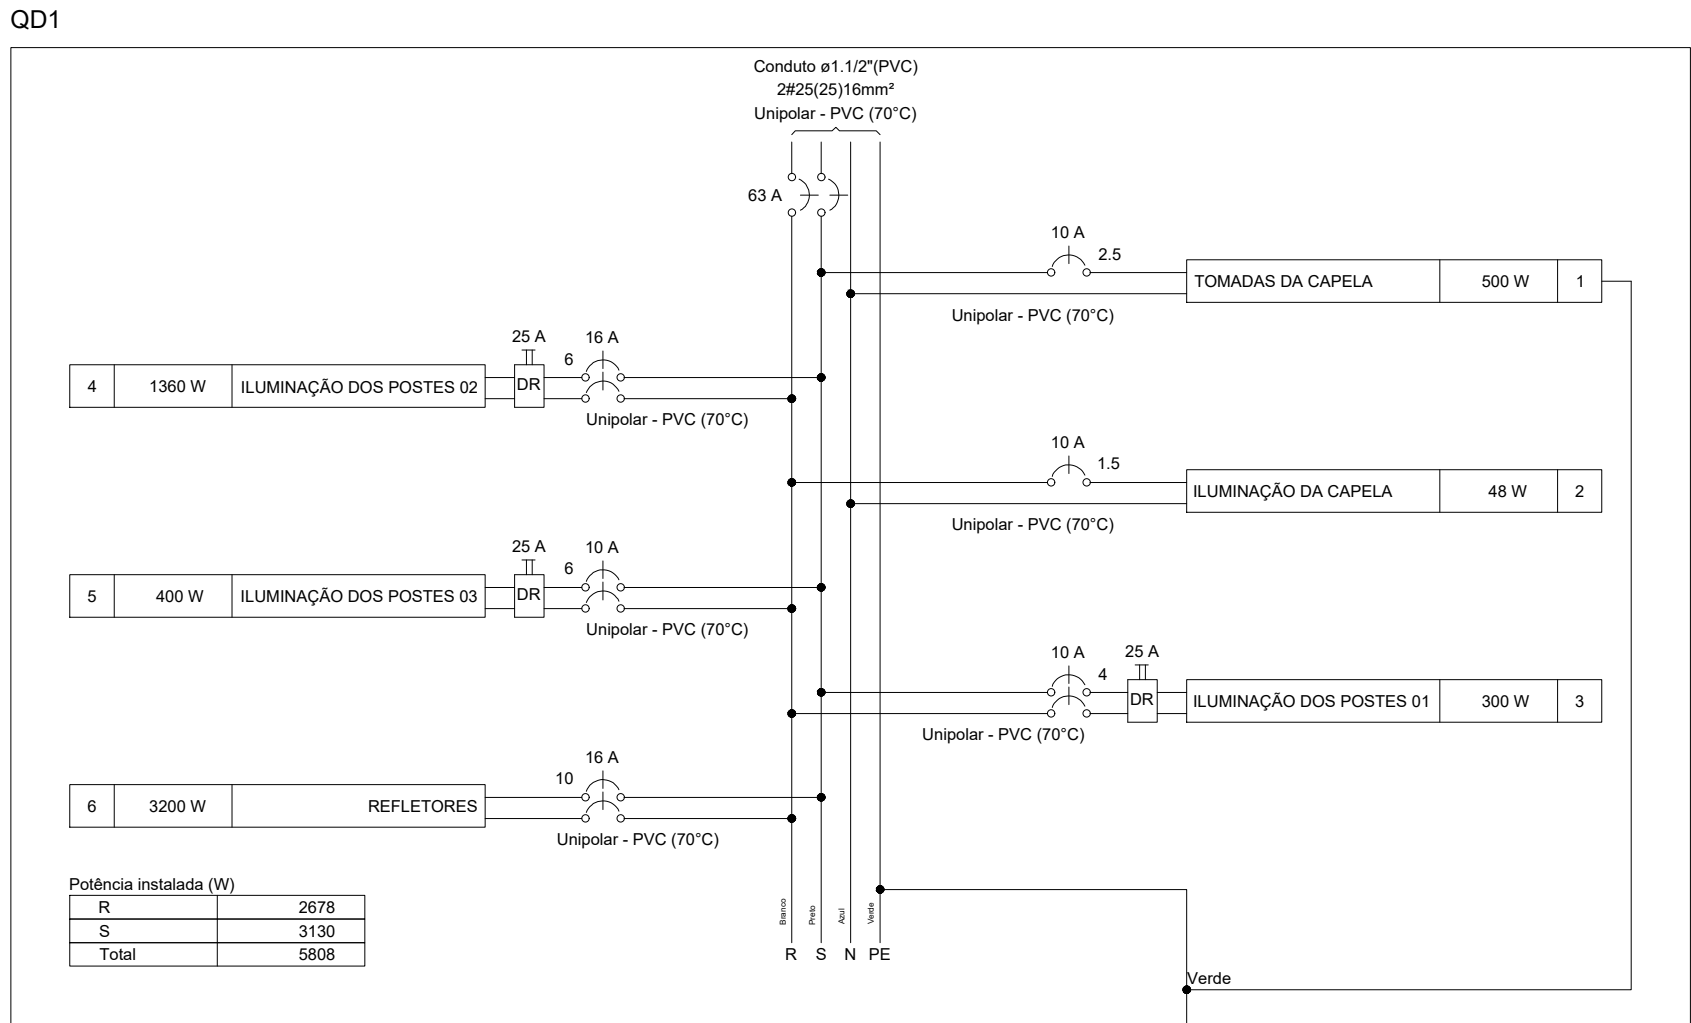 QD1
Conduto ø1.1/2"(PVC)
2#25(25)16mm²
Unipolar - PVC (70°C)
63 A
10 A
2.5
TOMADAS DA CAPELA 500 W 1
Unipolar - PVC (70°C)
25 A 16 A
6
4 1360 W ILUMINAÇÃO DOS POSTES 02 DR
Unipolar - PVC (70°C)
10 A
1.5
ILUMINAÇÃO DA CAPELA 48 W 2
Unipolar - PVC (70°C)
25 A 10 A
6
5 400 W ILUMINAÇÃO DOS POSTES 03 DR
Unipolar - PVC (70°C)
10 A 25 A
4
DR ILUMINAÇÃO DOS POSTES 01 300 W 3
Unipolar - PVC (70°C)
16 A
10
6 3200 W REFLETORES
Unipolar - PVC (70°C)
Potência instalada (W)
R 2678
S 3130
Total 5808
Branco Preto Azul Verde
R S N PE
Verde